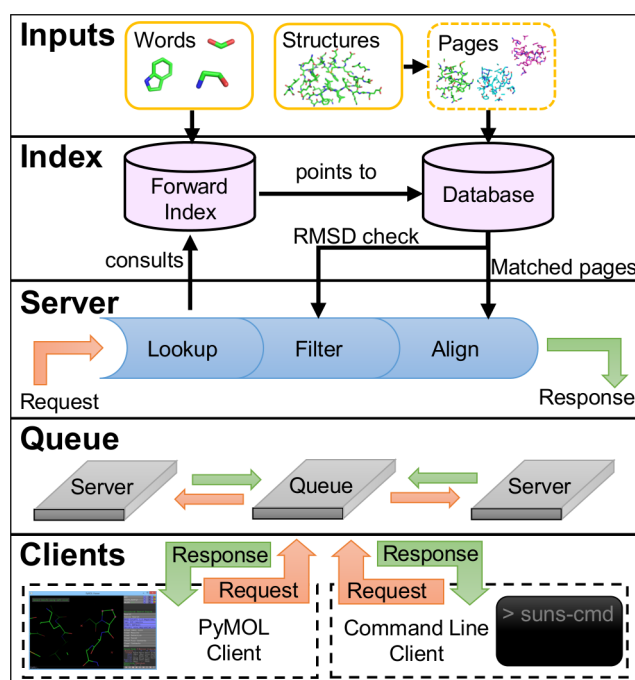 Inputs
Words
Structures
Pages
Index
Forward
Index
points to
Database
RMSD check
consults
Matched pages
Server
Lookup
Filter
Align
Request
Response
Queue
Server
Queue
Server
Clients
Response
Request
Response
Request
PyMOL
Client
Command Line
Client
> suns-cmd